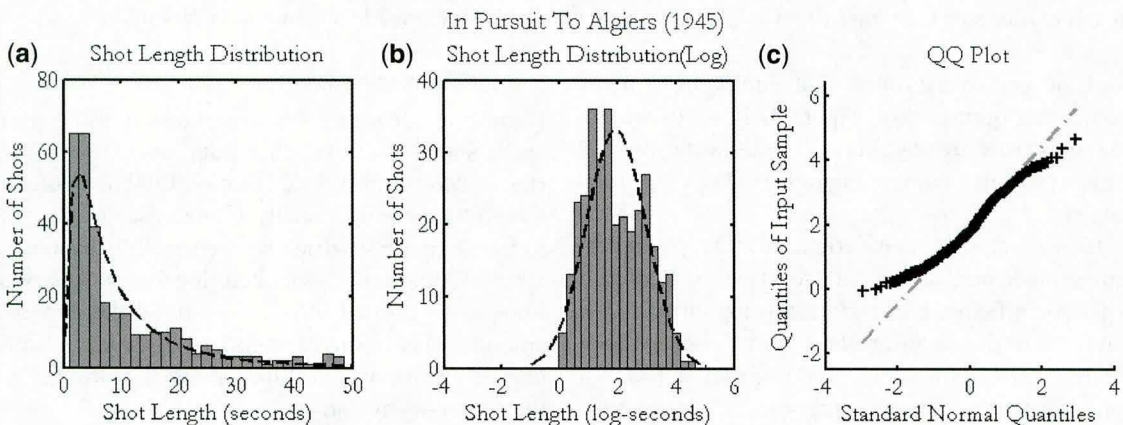 In Pursuit To Algiers (1945)
(a) Shot Length Distribution
80
60
40
20
0
Number of Shots
0 10 20 30 40 50
Shot Length (seconds)
(b) Shot Length Distribution(Log)
40
30
20
10
0
Number of Shots
-4 -2 0 2 4 6
Shot Length (log-seconds)
(c) QQ Plot
6
4
2
0
-2
Quantiles of Input Sample
-4 -2 0 2 4
Standard Normal Quantiles